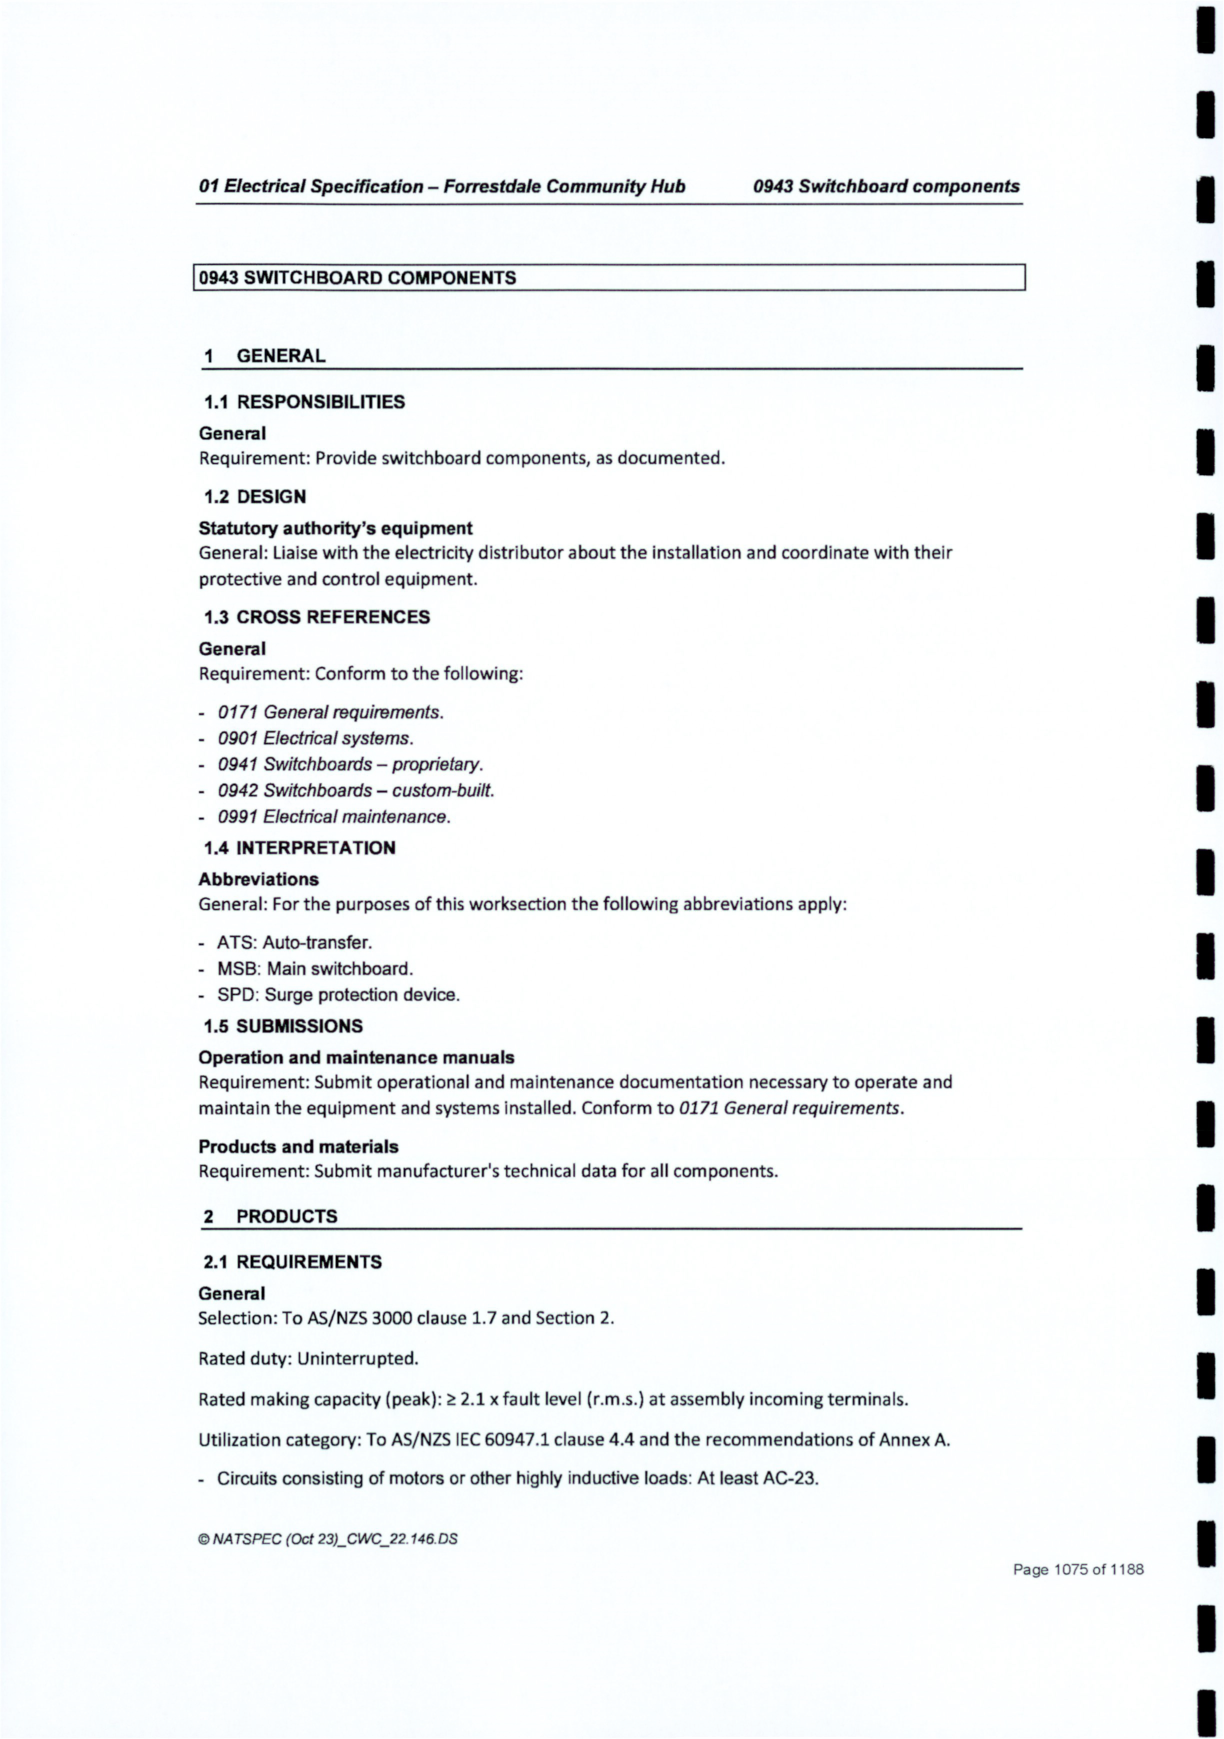 01 Electrical Specification – Forrestdale Community Hub 0943 Switchboard components
0943 SWITCHBOARD COMPONENTS
1 GENERAL
1.1 RESPONSIBILITIES
General
Requirement: Provide switchboard components, as documented.
1.2 DESIGN
Statutory authority's equipment
General: Liaise with the electricity distributor about the installation and coordinate with their
protective and control equipment.
1.3 CROSS REFERENCES
General
Requirement: Conform to the following:
- 0171 General requirements.
- 0901 Electrical systems.
- 0941 Switchboards – proprietary.
- 0942 Switchboards – custom-built.
- 0991 Electrical maintenance.
1.4 INTERPRETATION
Abbreviations
General: For the purposes of this worksection the following abbreviations apply:
- ATS: Auto-transfer.
- MSB: Main switchboard.
- SPD: Surge protection device.
1.5 SUBMISSIONS
Operation and maintenance manuals
Requirement: Submit operational and maintenance documentation necessary to operate and
maintain the equipment and systems installed. Conform to 0171 General requirements.
Products and materials
Requirement: Submit manufacturer's technical data for all components.
2 PRODUCTS
2.1 REQUIREMENTS
General
Selection: To AS/NZS 3000 clause 1.7 and Section 2.
Rated duty: Uninterrupted.
Rated making capacity (peak): ≥ 2.1 x fault level (r.m.s.) at assembly incoming terminals.
Utilization category: To AS/NZS IEC 60947.1 clause 4.4 and the recommendations of Annex A.
- Circuits consisting of motors or other highly inductive loads: At least AC-23.
© NATSPEC (Oct 23)_CWC_22.146.DS
Page 1075 of 1188